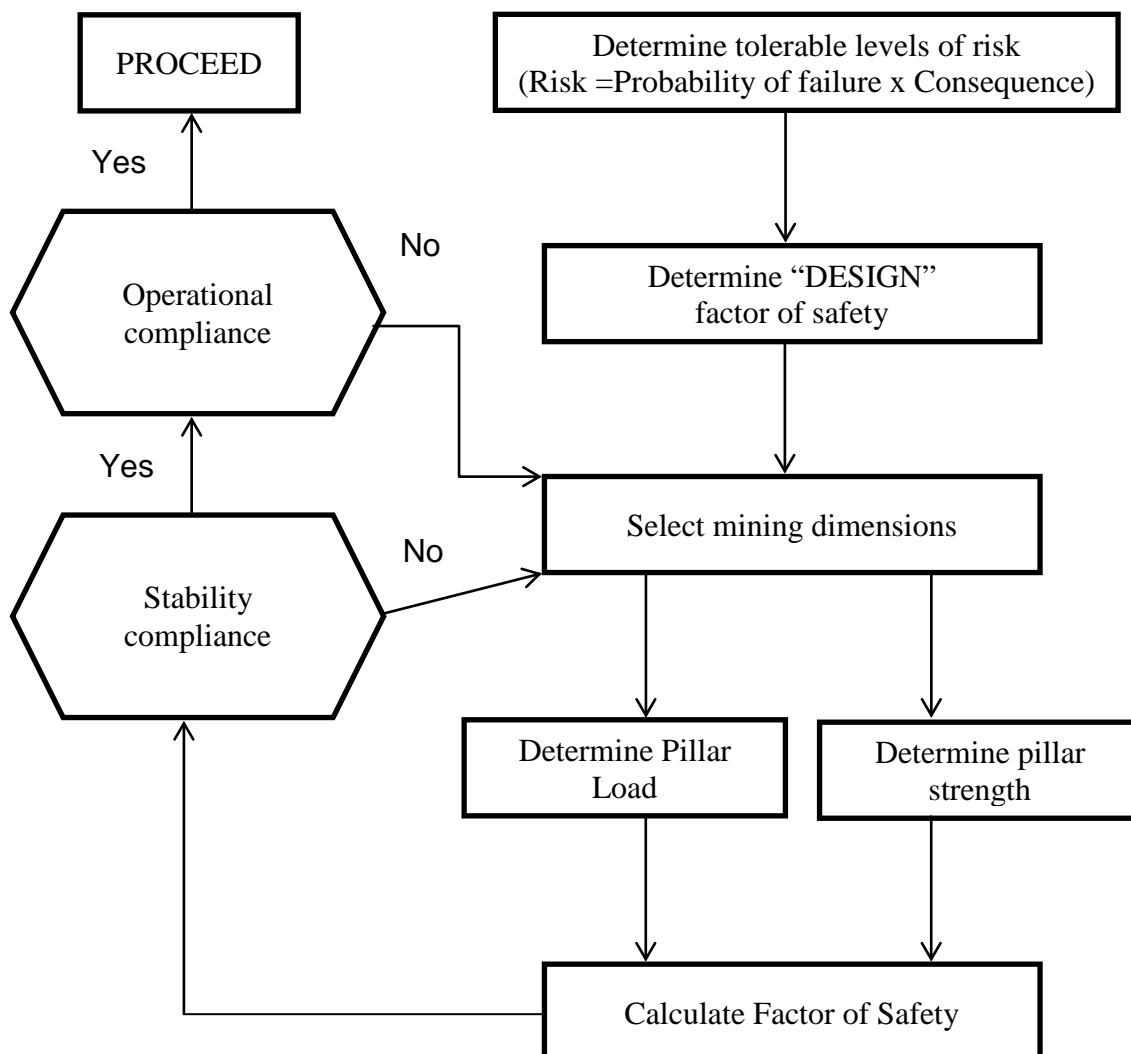 PROCEED
Determine tolerable levels of risk
(Risk =Probability of failure x Consequence)
Yes
No
Operational
compliance
Determine “DESIGN”
factor of safety
Yes
No
Select mining dimensions
Stability
compliance
Determine Pillar
Load
Determine pillar
strength
Calculate Factor of Safety